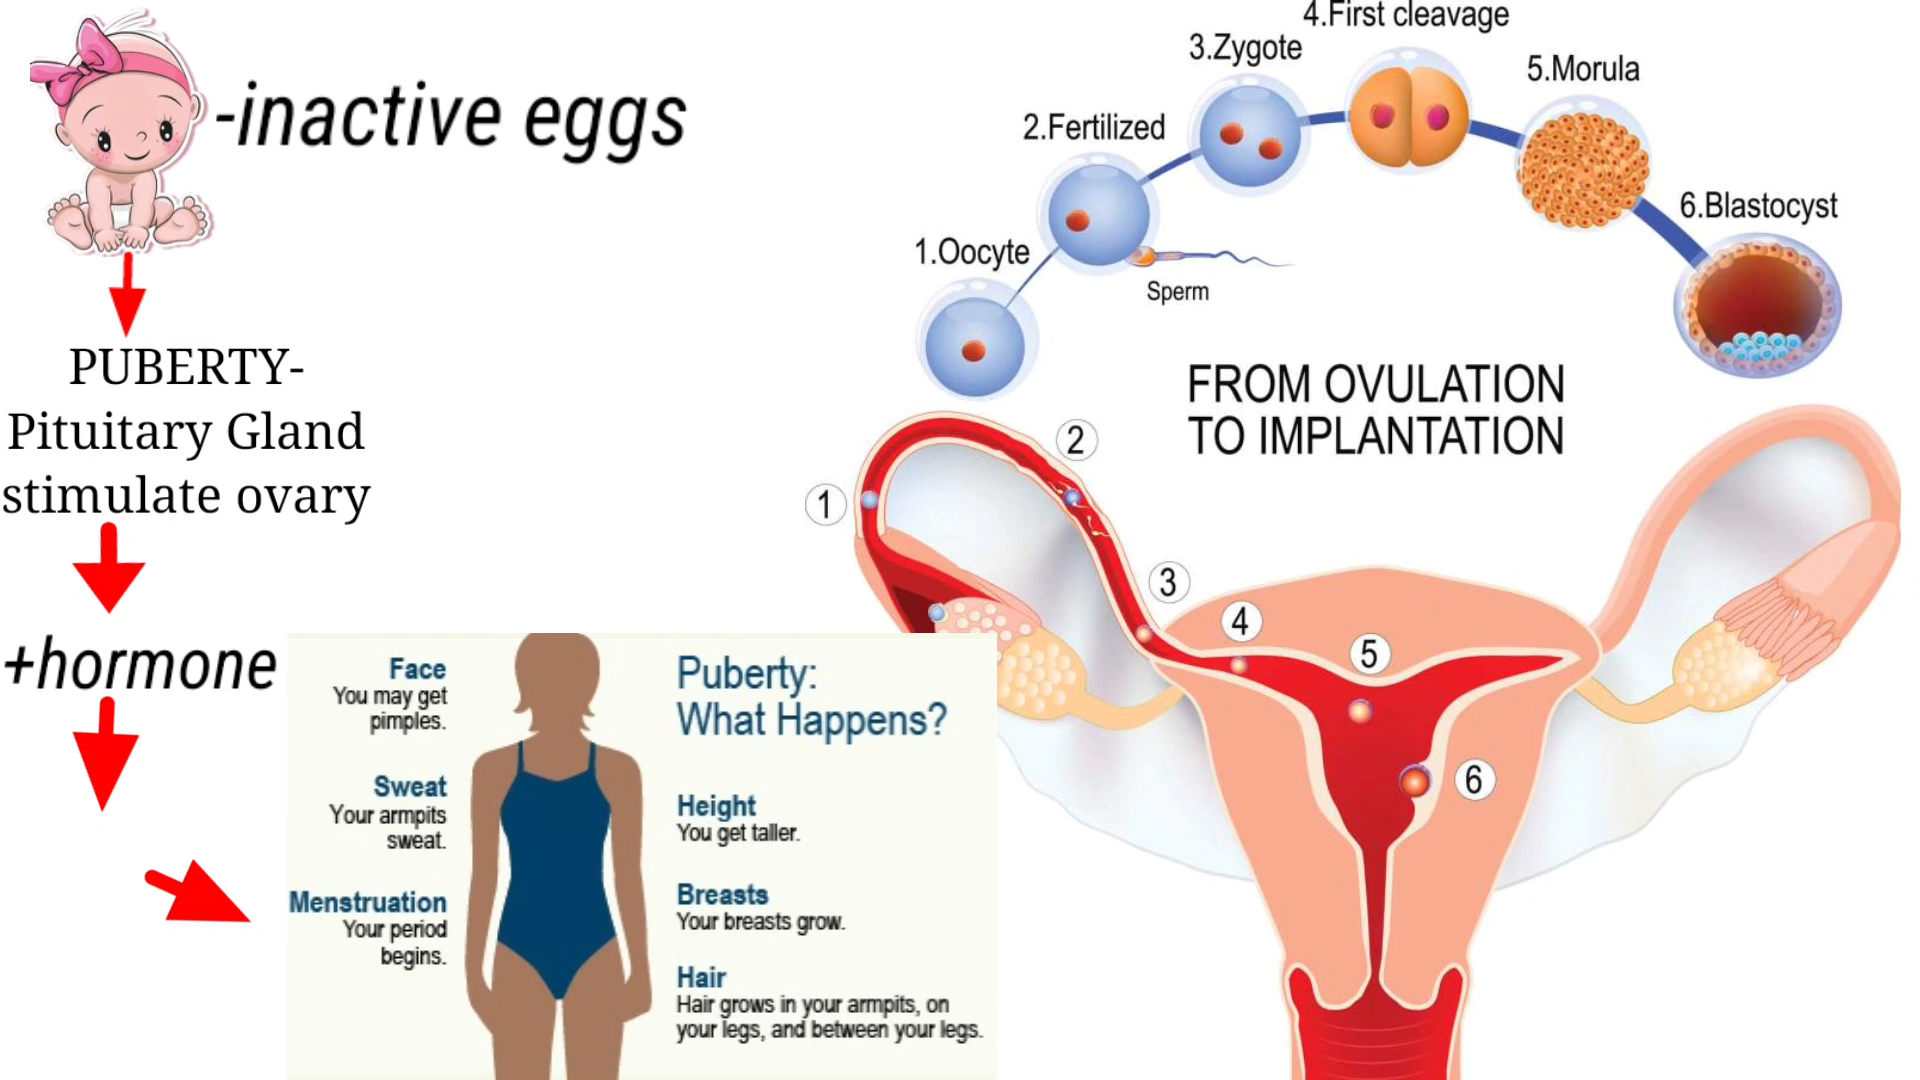 -inactive eggs
PUBERTY-
Pituitary Gland
stimulate ovary
+hormone
Face
You may get
pimples.
Sweat
Your armpits
sweat.
Menstruation
Your period
begins.
Puberty:
What Happens?
Height
You get taller.
Breasts
Your breasts grow.
Hair
Hair grows in your armpits, on
your legs, and between your legs.
1.Oocyte
2.Fertilized
Sperm
3.Zygote
4.First cleavage
5.Morula
6.Blastocyst
FROM OVULATION
TO IMPLANTATION
1
2
3
4
5
6